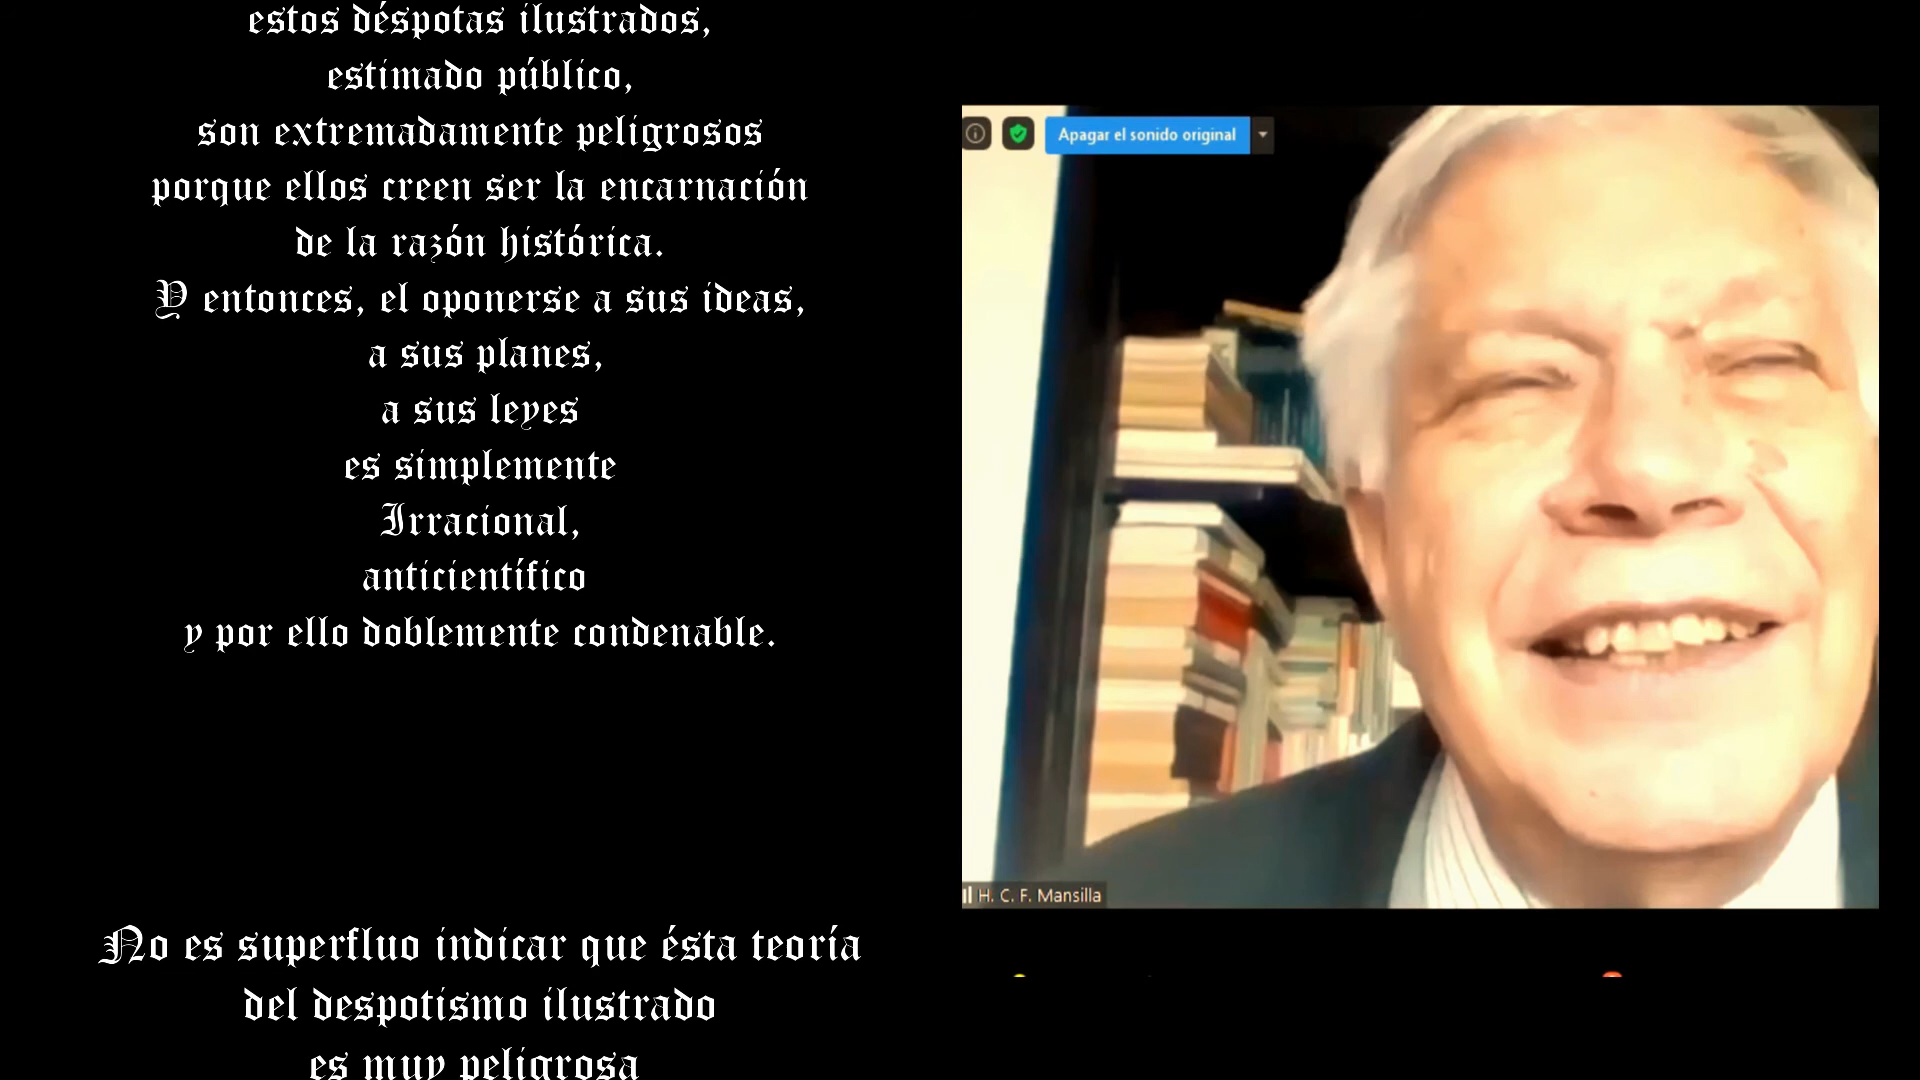 estos déspotas ilustrados,
estimado público,
son extremadamente peligrosos
porque ellos creen ser la encarnación
de la razón histórica.
Y entonces, el oponerse a sus ideas,
a sus planes,
a sus leyes
es simplemente
Irracional,
anticientífico
y por ello doblemente condenable.
No es superfluo indicar que ésta teoría
del despotismo ilustrado
es muy peligrosa
Apagar el sonido original
H. C. F. Mansilla